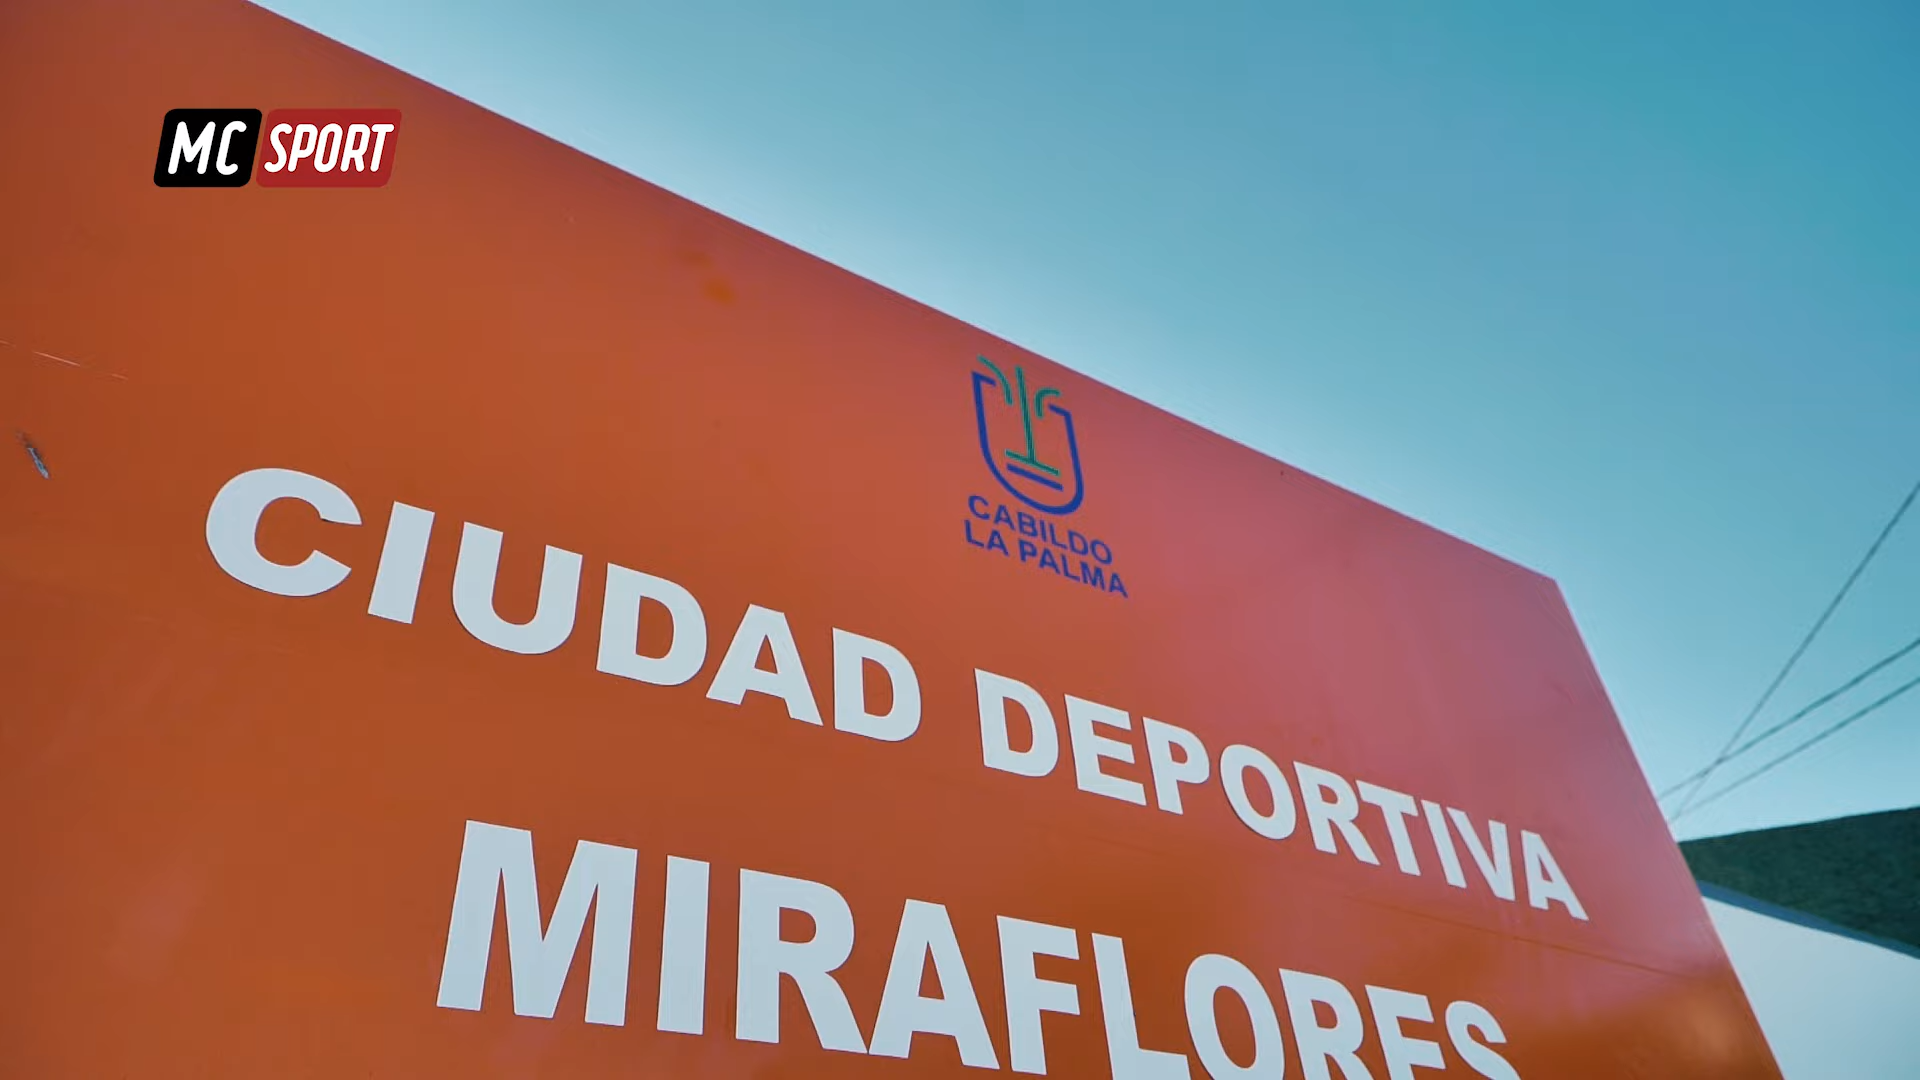 MC SPORT
CABILDO
LA PALMA
CIUDAD DEPORTIVA
MIRAFLORES